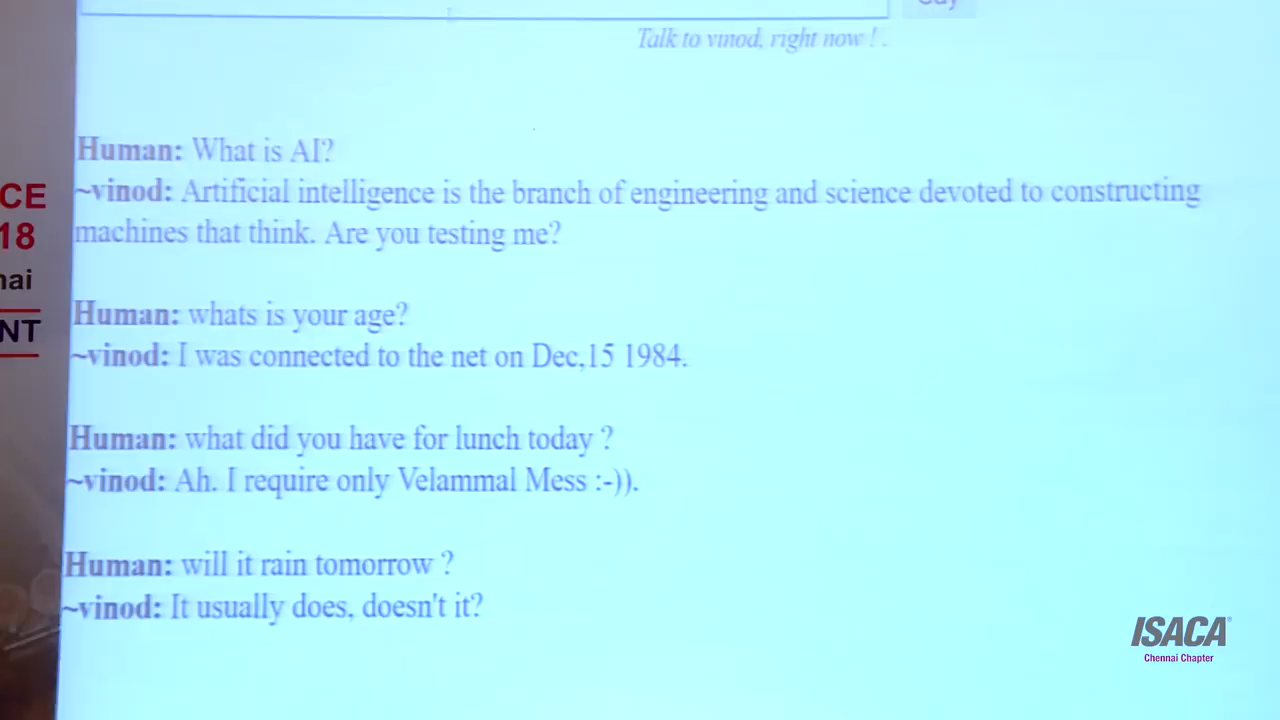 Talk to vinod, right now ! .
Human: What is AI?
~vinod: Artificial intelligence is the branch of engineering and science devoted to constructing
machines that think. Are you testing me?
Human: whats is your age?
~vinod: I was connected to the net on Dec,15 1984.
Human: what did you have for lunch today ?
~vinod: Ah. I require only Velammal Mess :-)).
Human: will it rain tomorrow ?
~vinod: It usually does, doesn't it?
CE
18
nai
NT
ISACA®
Chennai Chapter